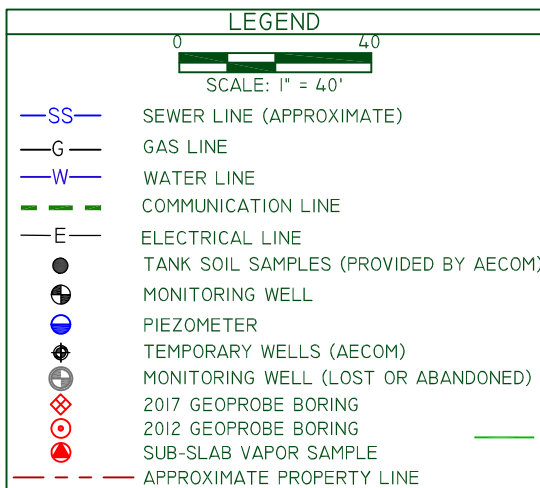 LEGEND
0 40
SCALE: 1" = 40'
SS SEWER LINE (APPROXIMATE)
G GAS LINE
W WATER LINE
COMMUNICATION LINE
E ELECTRICAL LINE
TANK SOIL SAMPLES (PROVIDED BY AECOM)
MONITORING WELL
PIEZOMETER
TEMPORARY WELLS (AECOM)
MONITORING WELL (LOST OR ABANDONED)
2017 GEOPROBE BORING
2012 GEOPROBE BORING
SUB-SLAB VAPOR SAMPLE
APPROXIMATE PROPERTY LINE